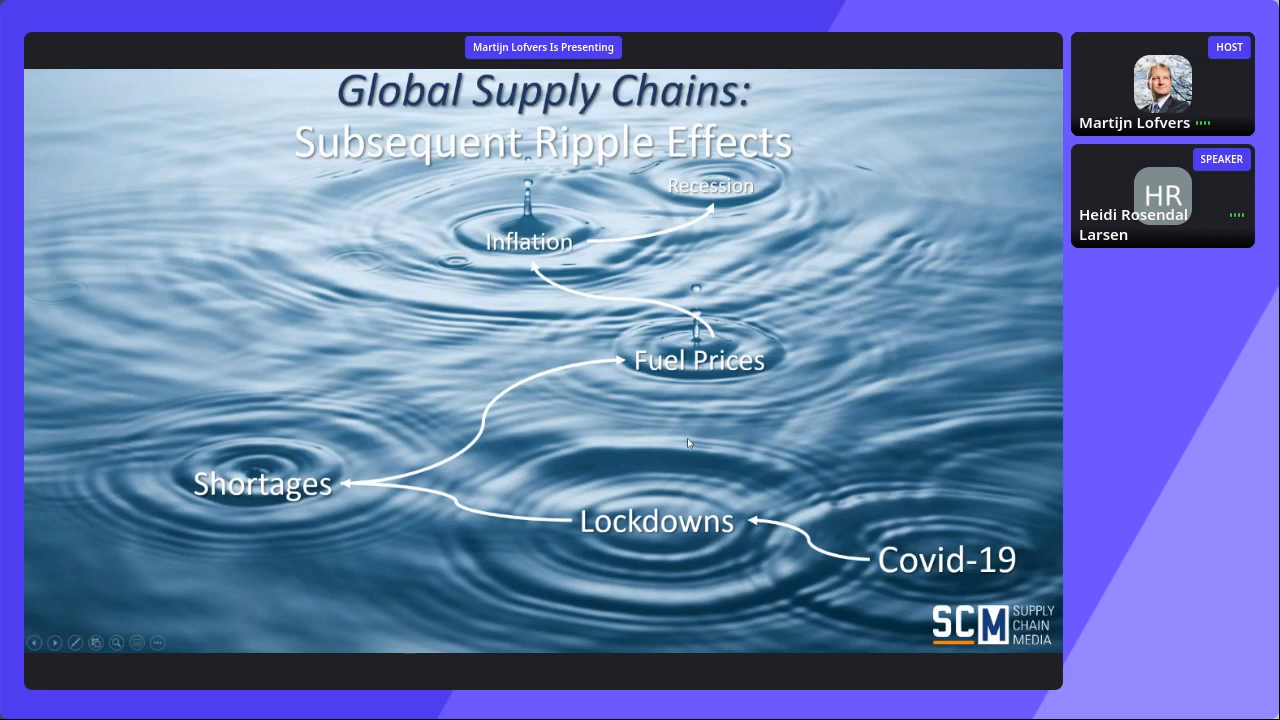 Martijn Lofvers Is Presenting
Global Supply Chains:
Subsequent Ripple Effects
Recession
Inflation
Fuel Prices
Shortages
Lockdowns
Covid-19
SCM
SUPPLY
CHAIN
MEDIA
HOST
Martijn Lofvers
SPEAKER
HR
Heidi Rosendal
Larsen